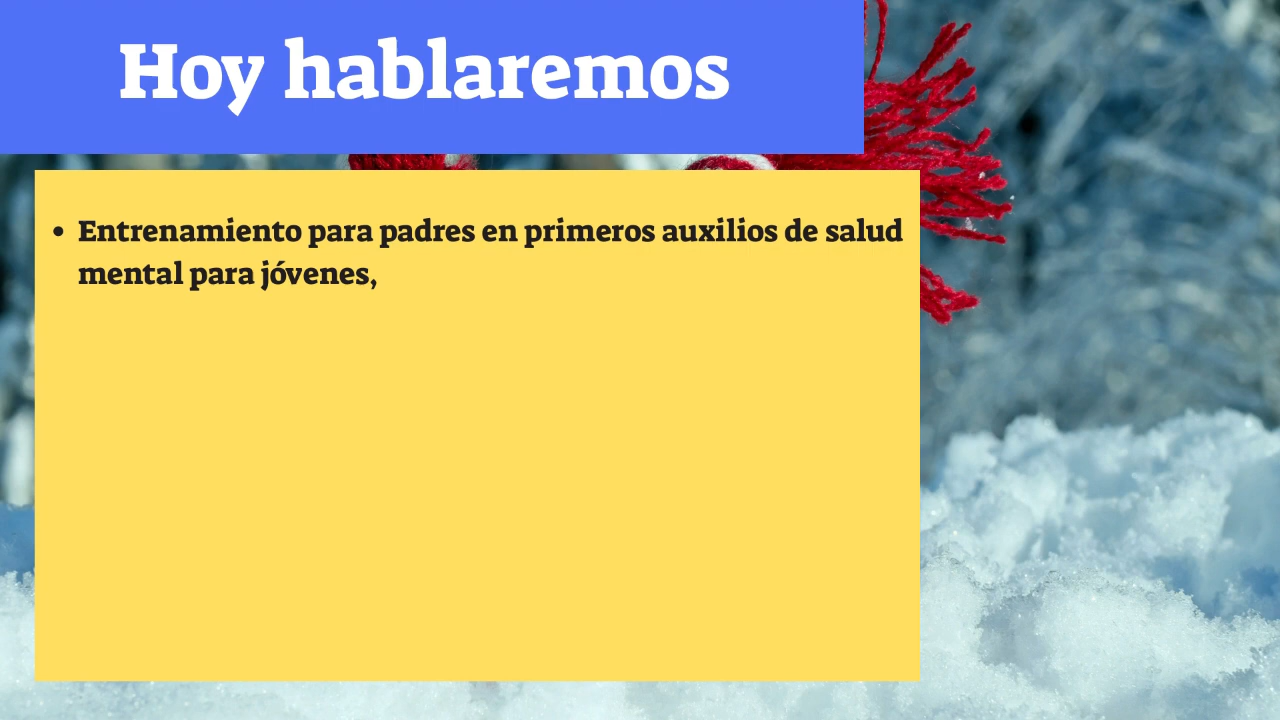 Hoy hablaremos
• Entrenamiento para padres en primeros auxilios de salud
mental para jóvenes,